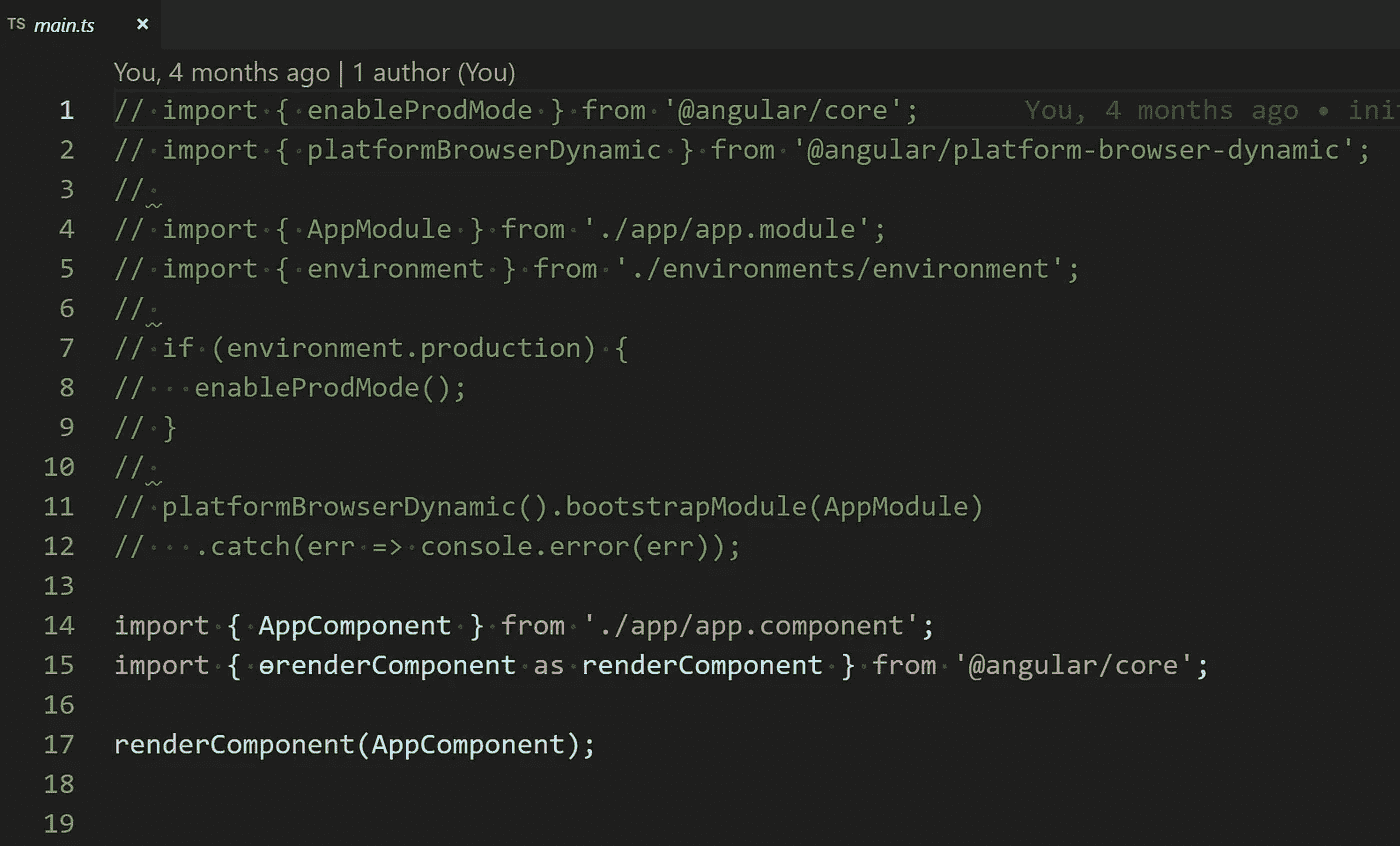 TS main.ts ×
You, 4 months ago | 1 author (You)
1 // import { enableProdMode } from '@angular/core'; You, 4 months ago • ini
2 // import { platformBrowserDynamic } from '@angular/platform-browser-dynamic';
3 //
4 // import { AppModule } from './app/app.module';
5 // import { environment } from './environments/environment';
6 //
7 // if (environment.production) {
8 //   enableProdMode();
9 // }
10 //
11 // platformBrowserDynamic().bootstrapModule(AppModule)
12 //   .catch(err => console.error(err));
13
14 import { AppComponent } from './app/app.component';
15 import { ɵrenderComponent as renderComponent } from '@angular/core';
16
17 renderComponent(AppComponent);
18
19